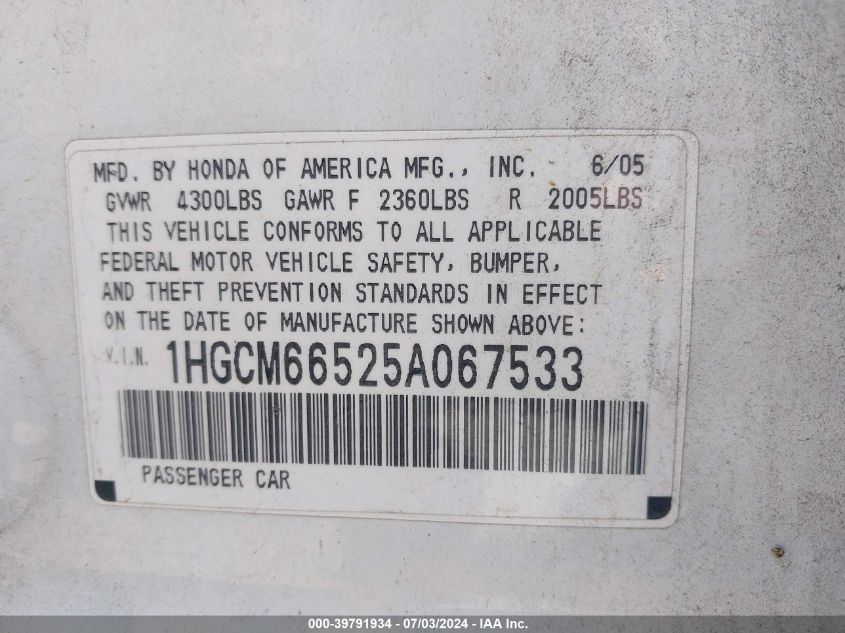 MFD. BY HONDA OF AMERICA MFG., INC. 6/05
GVWR 4300LBS GAWR F 2360LBS R 2005LBS
THIS VEHICLE CONFORMS TO ALL APPLICABLE
FEDERAL MOTOR VEHICLE SAFETY, BUMPER,
AND THEFT PREVENTION STANDARDS IN EFFECT
ON THE DATE OF MANUFACTURE SHOWN ABOVE:
V.I.N. 1HGCM66525A067533
PASSENGER CAR
000-39791934 / 07/03/2024 - IAA Inc.